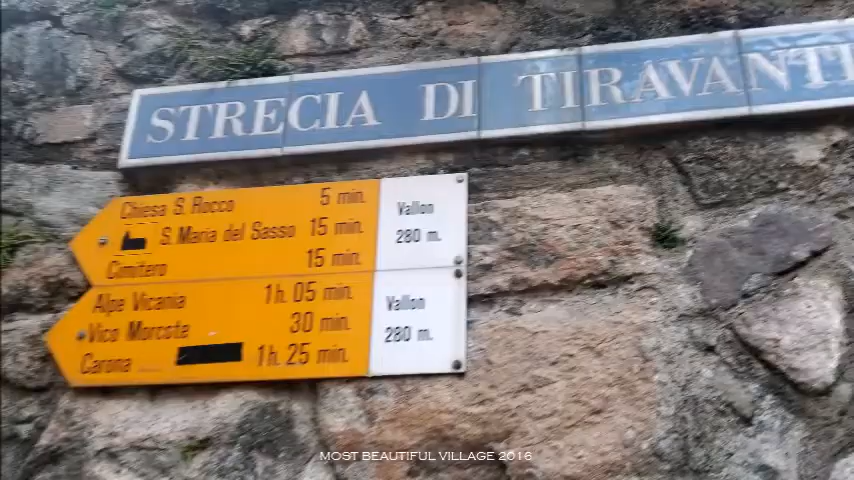 STRECIA DI TIRAVANTI
Chiesa S. Rocco 5 min.
S. Maria del Sasso 15 min.
Cimitero 15 min.
Vallon
280 m.
Alpe Vicania 1 h. 05 min.
Vico Morcote 30 min.
Carona 1 h. 25 min.
Vallon
280 m.
MOST BEAUTIFUL VILLAGE 2016